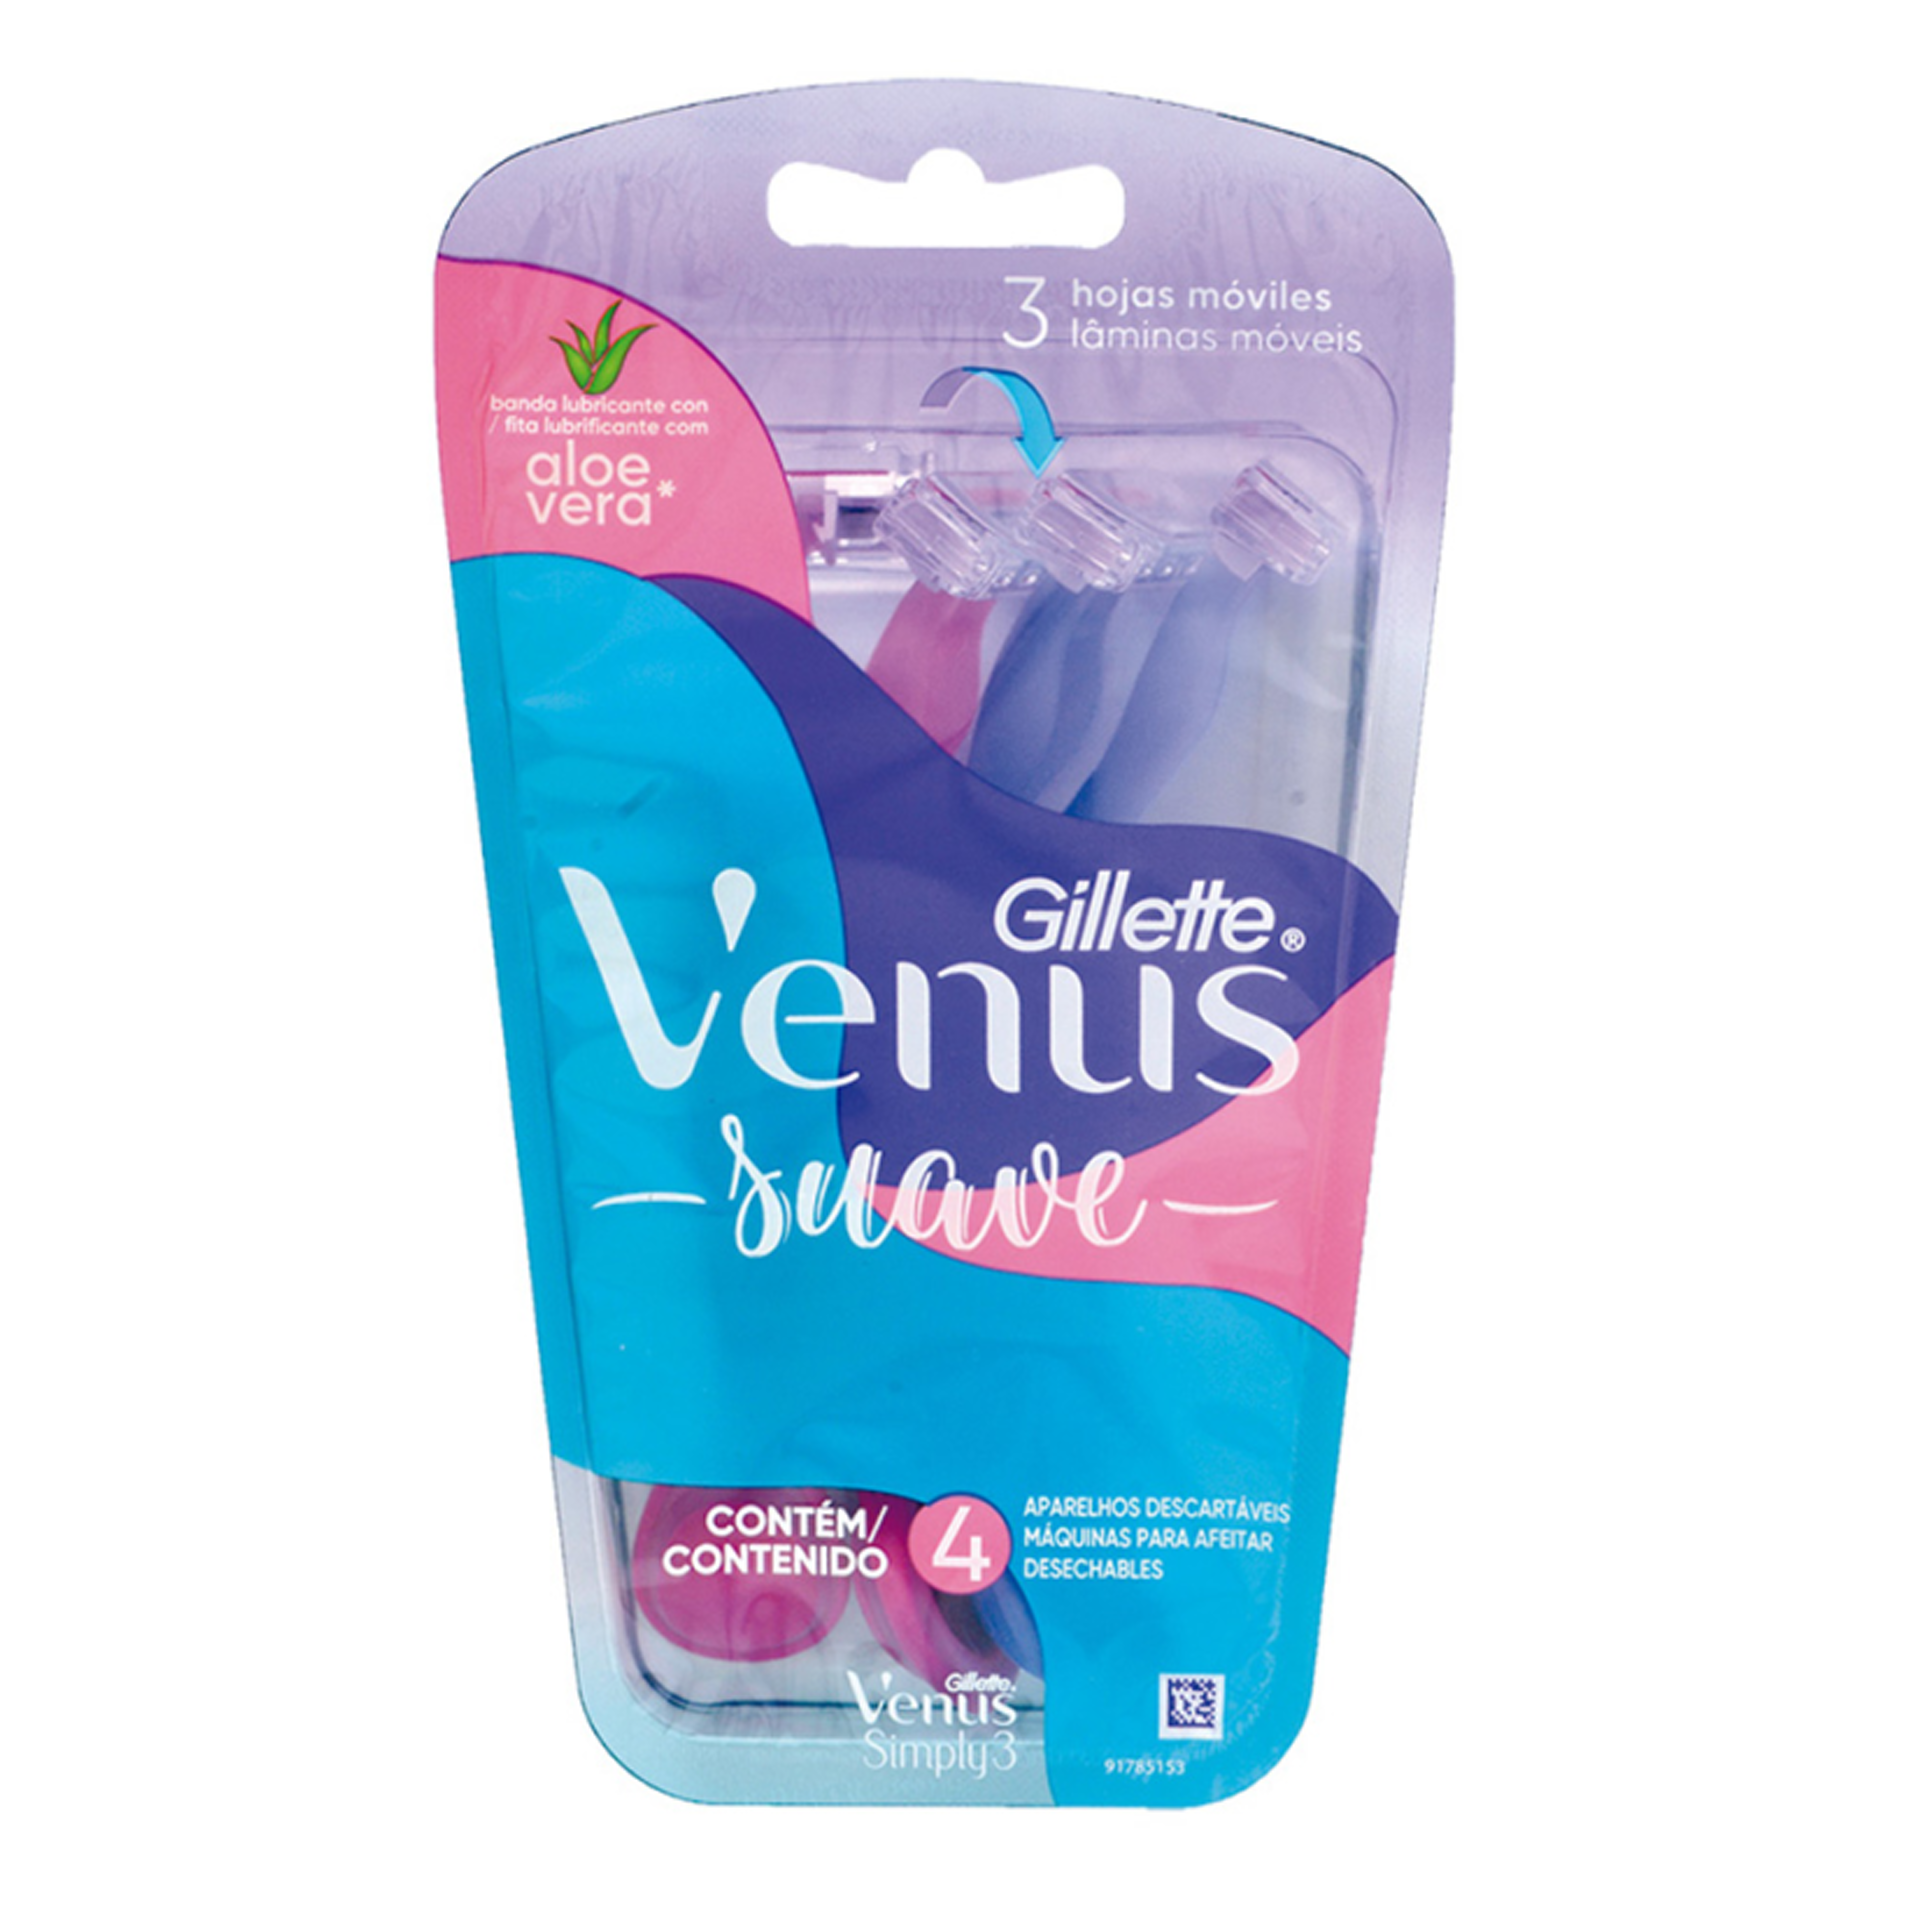 3 hojas móviles
lâminas móveis
banda lubricante con
/ fita lubrificante com
aloe
vera*
Gillette®
Venus
suave
CONTÉM/
CONTENIDO
4
APARELHOS DESCARTÁVEIS
MÁQUINAS PARA AFEITAR
DESECHABLES
Gillette.
Venus
Simply3
91785153